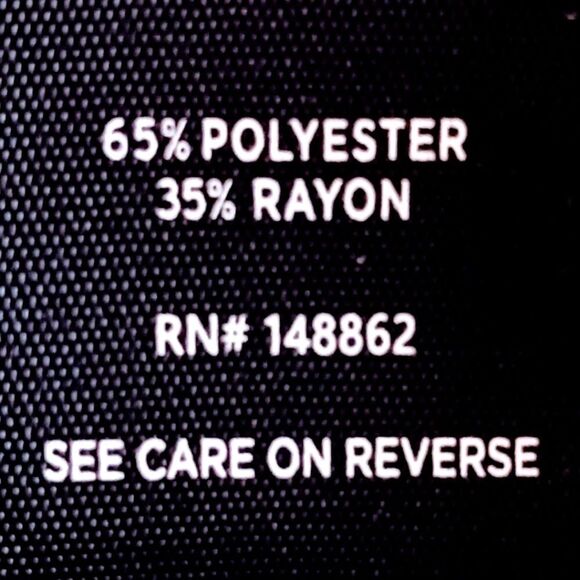 65% POLYESTER
35% RAYON
RN# 148862
SEE CARE ON REVERSE